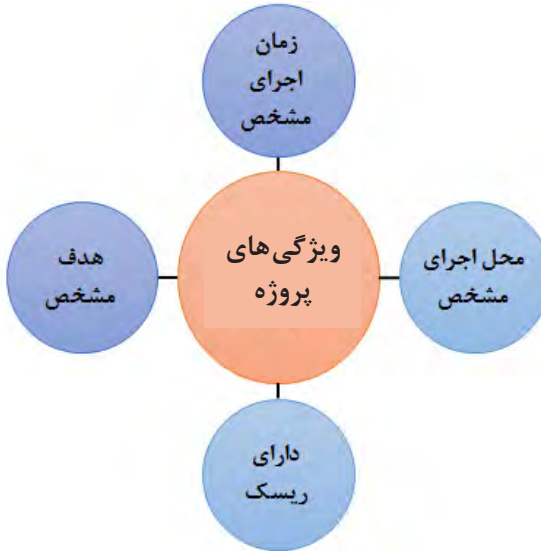 زمان
اجرای
مشخص
ویژگی‌های
پروژه
محل اجرای
مشخص
هدف
مشخص
دارای
ریسک